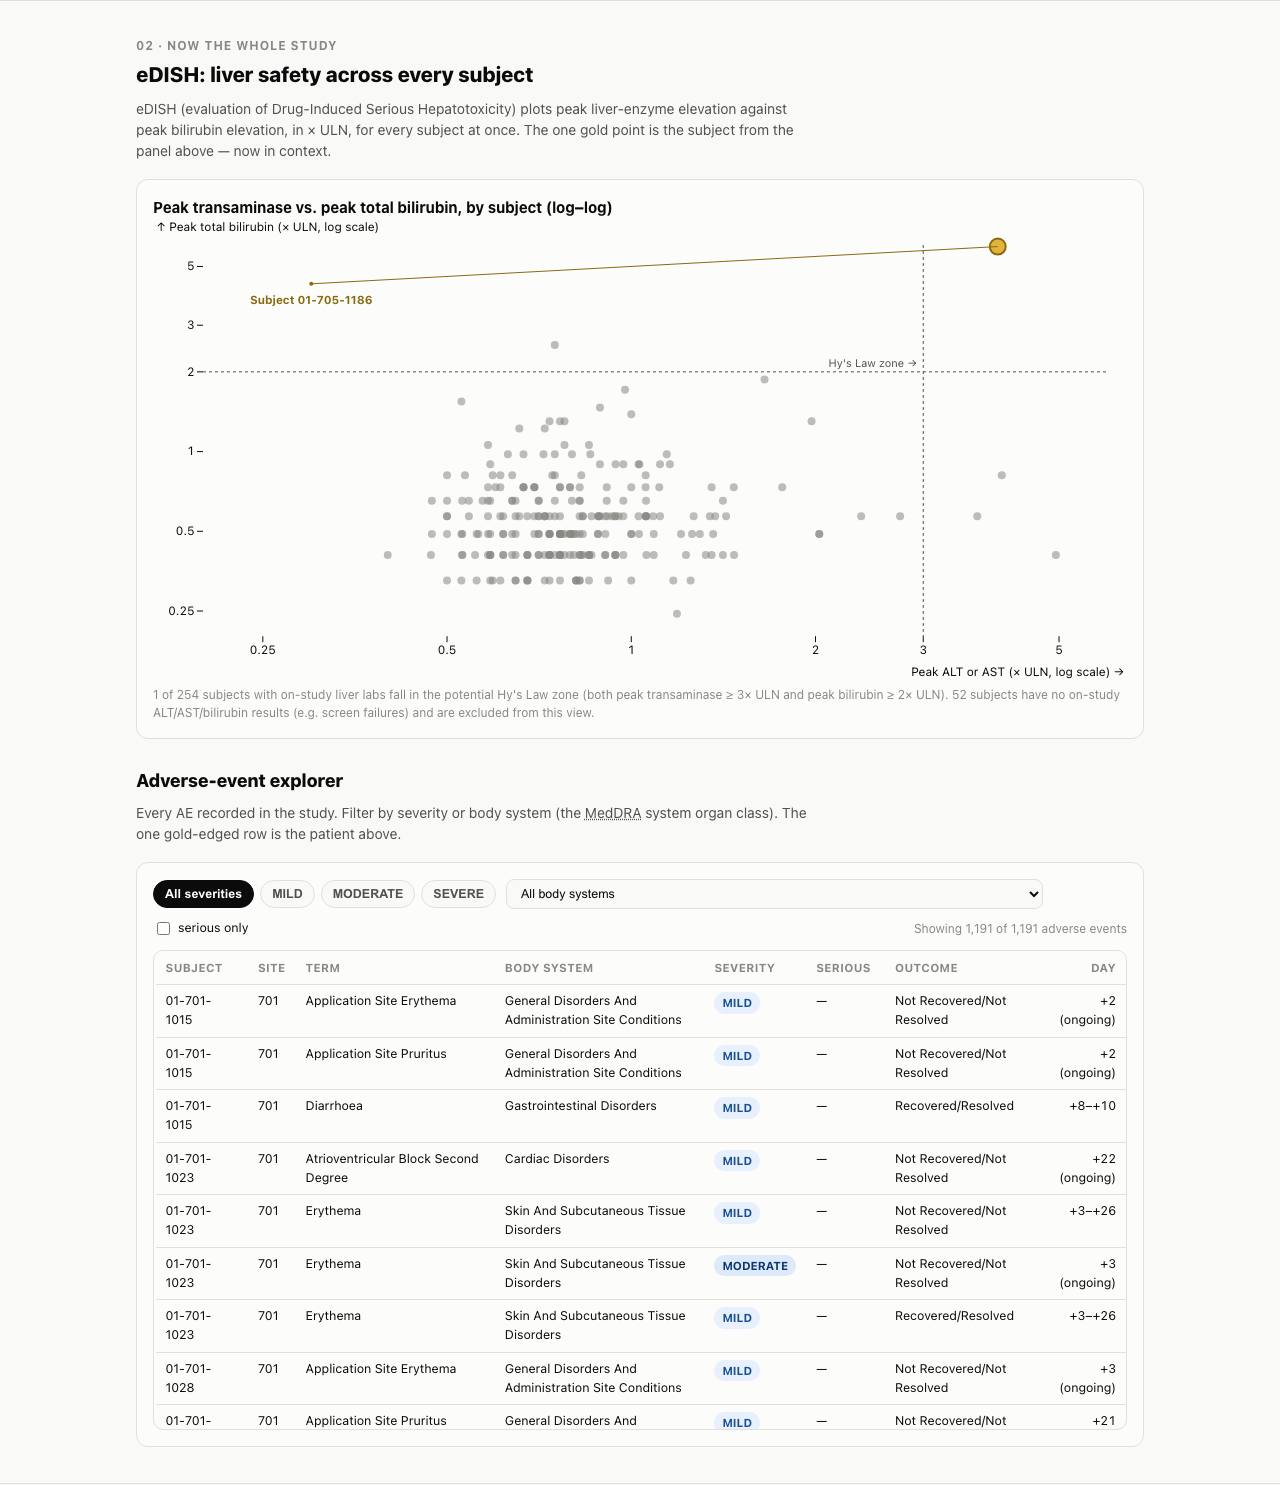 02 · NOW THE WHOLE STUDY
eDISH: liver safety across every subject
eDISH (evaluation of Drug-Induced Serious Hepatotoxicity) plots peak liver-enzyme elevation against
peak bilirubin elevation, in × ULN, for every subject at once. The one gold point is the subject from the
panel above — now in context.
Peak transaminase vs. peak total bilirubin, by subject (log–log)
↑ Peak total bilirubin (× ULN, log scale)
5
Subject 01-705-1186
3
Hy's Law zone →
2
1
0.5
0.25
0.25 0.5 1 2 3 5
Peak ALT or AST (× ULN, log scale) →
1 of 254 subjects with on-study liver labs fall in the potential Hy's Law zone (both peak transaminase ≥ 3× ULN and peak bilirubin ≥ 2× ULN). 52 subjects have no on-study
ALT/AST/bilirubin results (e.g. screen failures) and are excluded from this view.
Adverse-event explorer
Every AE recorded in the study. Filter by severity or body system (the MedDRA system organ class). The
one gold-edged row is the patient above.
All severities MILD MODERATE SEVERE All body systems
serious only Showing 1,191 of 1,191 adverse events
SUBJECT SITE TERM BODY SYSTEM SEVERITY SERIOUS OUTCOME DAY
01-701- 701 Application Site Erythema General Disorders And MILD — Not Recovered/Not +2
1015 Administration Site Conditions Resolved (ongoing)
01-701- 701 Application Site Pruritus General Disorders And MILD — Not Recovered/Not +2
1015 Administration Site Conditions Resolved (ongoing)
01-701- 701 Diarrhoea Gastrointestinal Disorders MILD — Recovered/Resolved +8–+10
1015
01-701- 701 Atrioventricular Block Second Cardiac Disorders MILD — Not Recovered/Not +22
1023 Degree Resolved (ongoing)
01-701- 701 Erythema Skin And Subcutaneous Tissue MILD — Not Recovered/Not +3–+26
1023 Disorders Resolved
01-701- 701 Erythema Skin And Subcutaneous Tissue MODERATE — Not Recovered/Not +3
1023 Disorders Resolved (ongoing)
01-701- 701 Erythema Skin And Subcutaneous Tissue MILD — Recovered/Resolved +3–+26
1023 Disorders
01-701- 701 Application Site Erythema General Disorders And MILD — Not Recovered/Not +3
1028 Administration Site Conditions Resolved (ongoing)
01-701- 701 Application Site Pruritus General Disorders And MILD — Not Recovered/Not +21